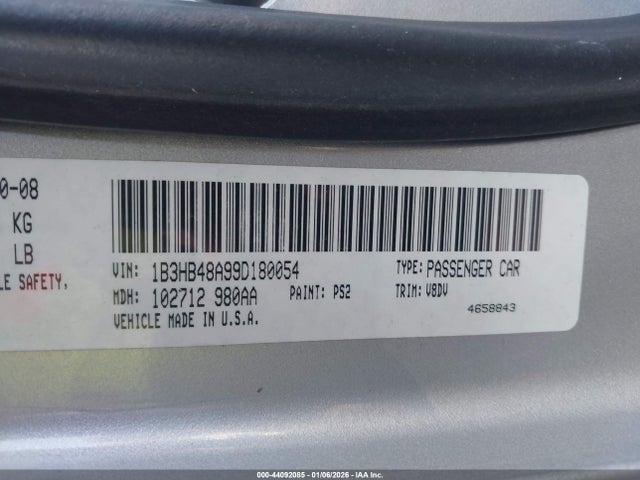 0-08
KG
LB
LE SAFETY,
VIN: 1B3HB48A99D180054 TYPE: PASSENGER CAR
MDH: 102712 980AA PAINT: PS2 TRIM: V8DV
VEHICLE MADE IN U.S.A. 4658843
000-44092085 | 01/06/2026 | IAA Inc.